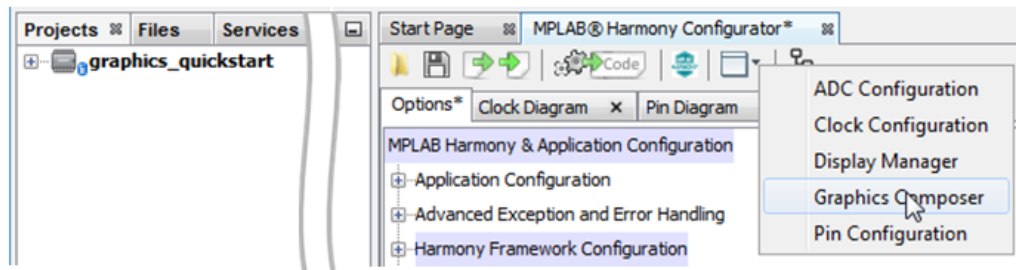 Projects Files Services
graphics_quickstart
Start Page MPLAB® Harmony Configurator*
Code
Options* Clock Diagram Pin Diagram
MPLAB Harmony & Application Configuration
Application Configuration
Advanced Exception and Error Handling
Harmony Framework Configuration
ADC Configuration
Clock Configuration
Display Manager
Graphics Composer
Pin Configuration